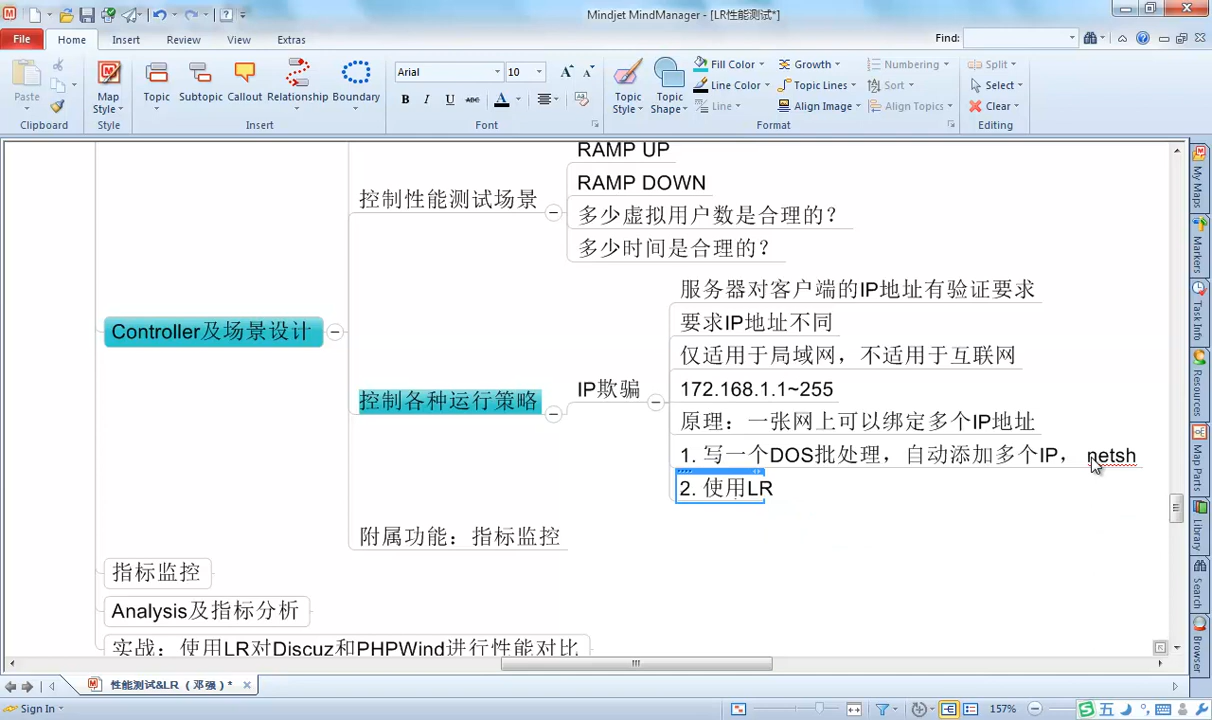 Mindjet MindManager - [LR性能测试*]
File
Home
Insert
Review
View
Extras
Find:
Paste
Clipboard
Map Style
Style
Topic
Subtopic
Callout
Relationship
Boundary
Insert
Arial
10
B I U abc A
Font
Topic Style
Topic Shape
Fill Color
Line Color
Line
Growth
Topic Lines
Align Image
Numbering
Sort
Align Topics
Format
Split
Select
Clear
Editing
RAMP UP
RAMP DOWN
控制性能测试场景
多少虚拟用户数是合理的?
多少时间是合理的?
Controller及场景设计
服务器对客户端的IP地址有验证要求
要求IP地址不同
仅适用于局域网，不适用于互联网
控制各种运行策略
IP欺骗
172.168.1.1~255
原理：一张网上可以绑定多个IP地址
1. 写一个DOS批处理，自动添加多个IP， netsh
2. 使用LR
附属功能：指标监控
指标监控
Analysis及指标分析
实战：使用LR对Discuz和PHPWind进行性能对比
My Maps
Markers
Task Info
Resources
Map Parts
Library
Search
Browser
性能测试&LR （邓强）*
Sign In
157%
五